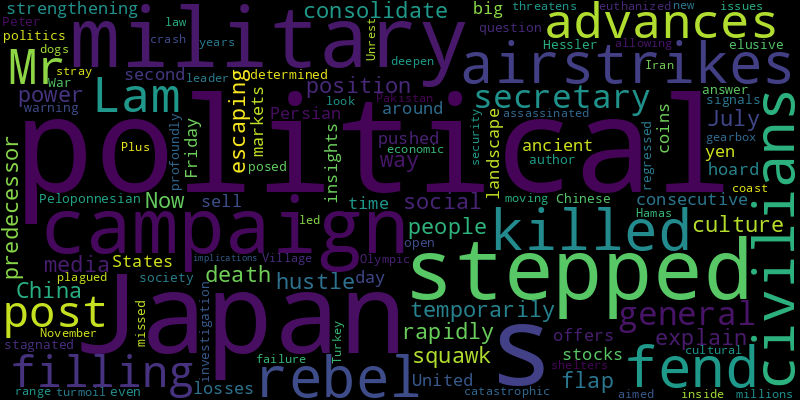 strengthening consolidate big threatens euthanized new issues
Peter law military advances
politics crash years Unrest question allowing
Mr dogs second determined deepen airstrikes Hessler elusive
stray War leader Iran
power Lam position Pakistan secretary answer signals
warning Persian around look assassinated July
predecessor Plus profoundly Friday escaping markets posed insights pushed economic security landscape ancient regressed coins gearbox
political way author yen hoard
Peloponnesian Now sell time social moving Chinese consecutive coast
campaign led people killed Hamas culture civilians
media States implications Village Olympic open stepped
China plagued society death hustle day
post November missed investigation Japan Turkey temporarily general
stagnated rapidly s offers explain
filling failure squawk stocks shelters cultural
range turmoil even losses rebel United catastrophic flap aimed fend inside millions